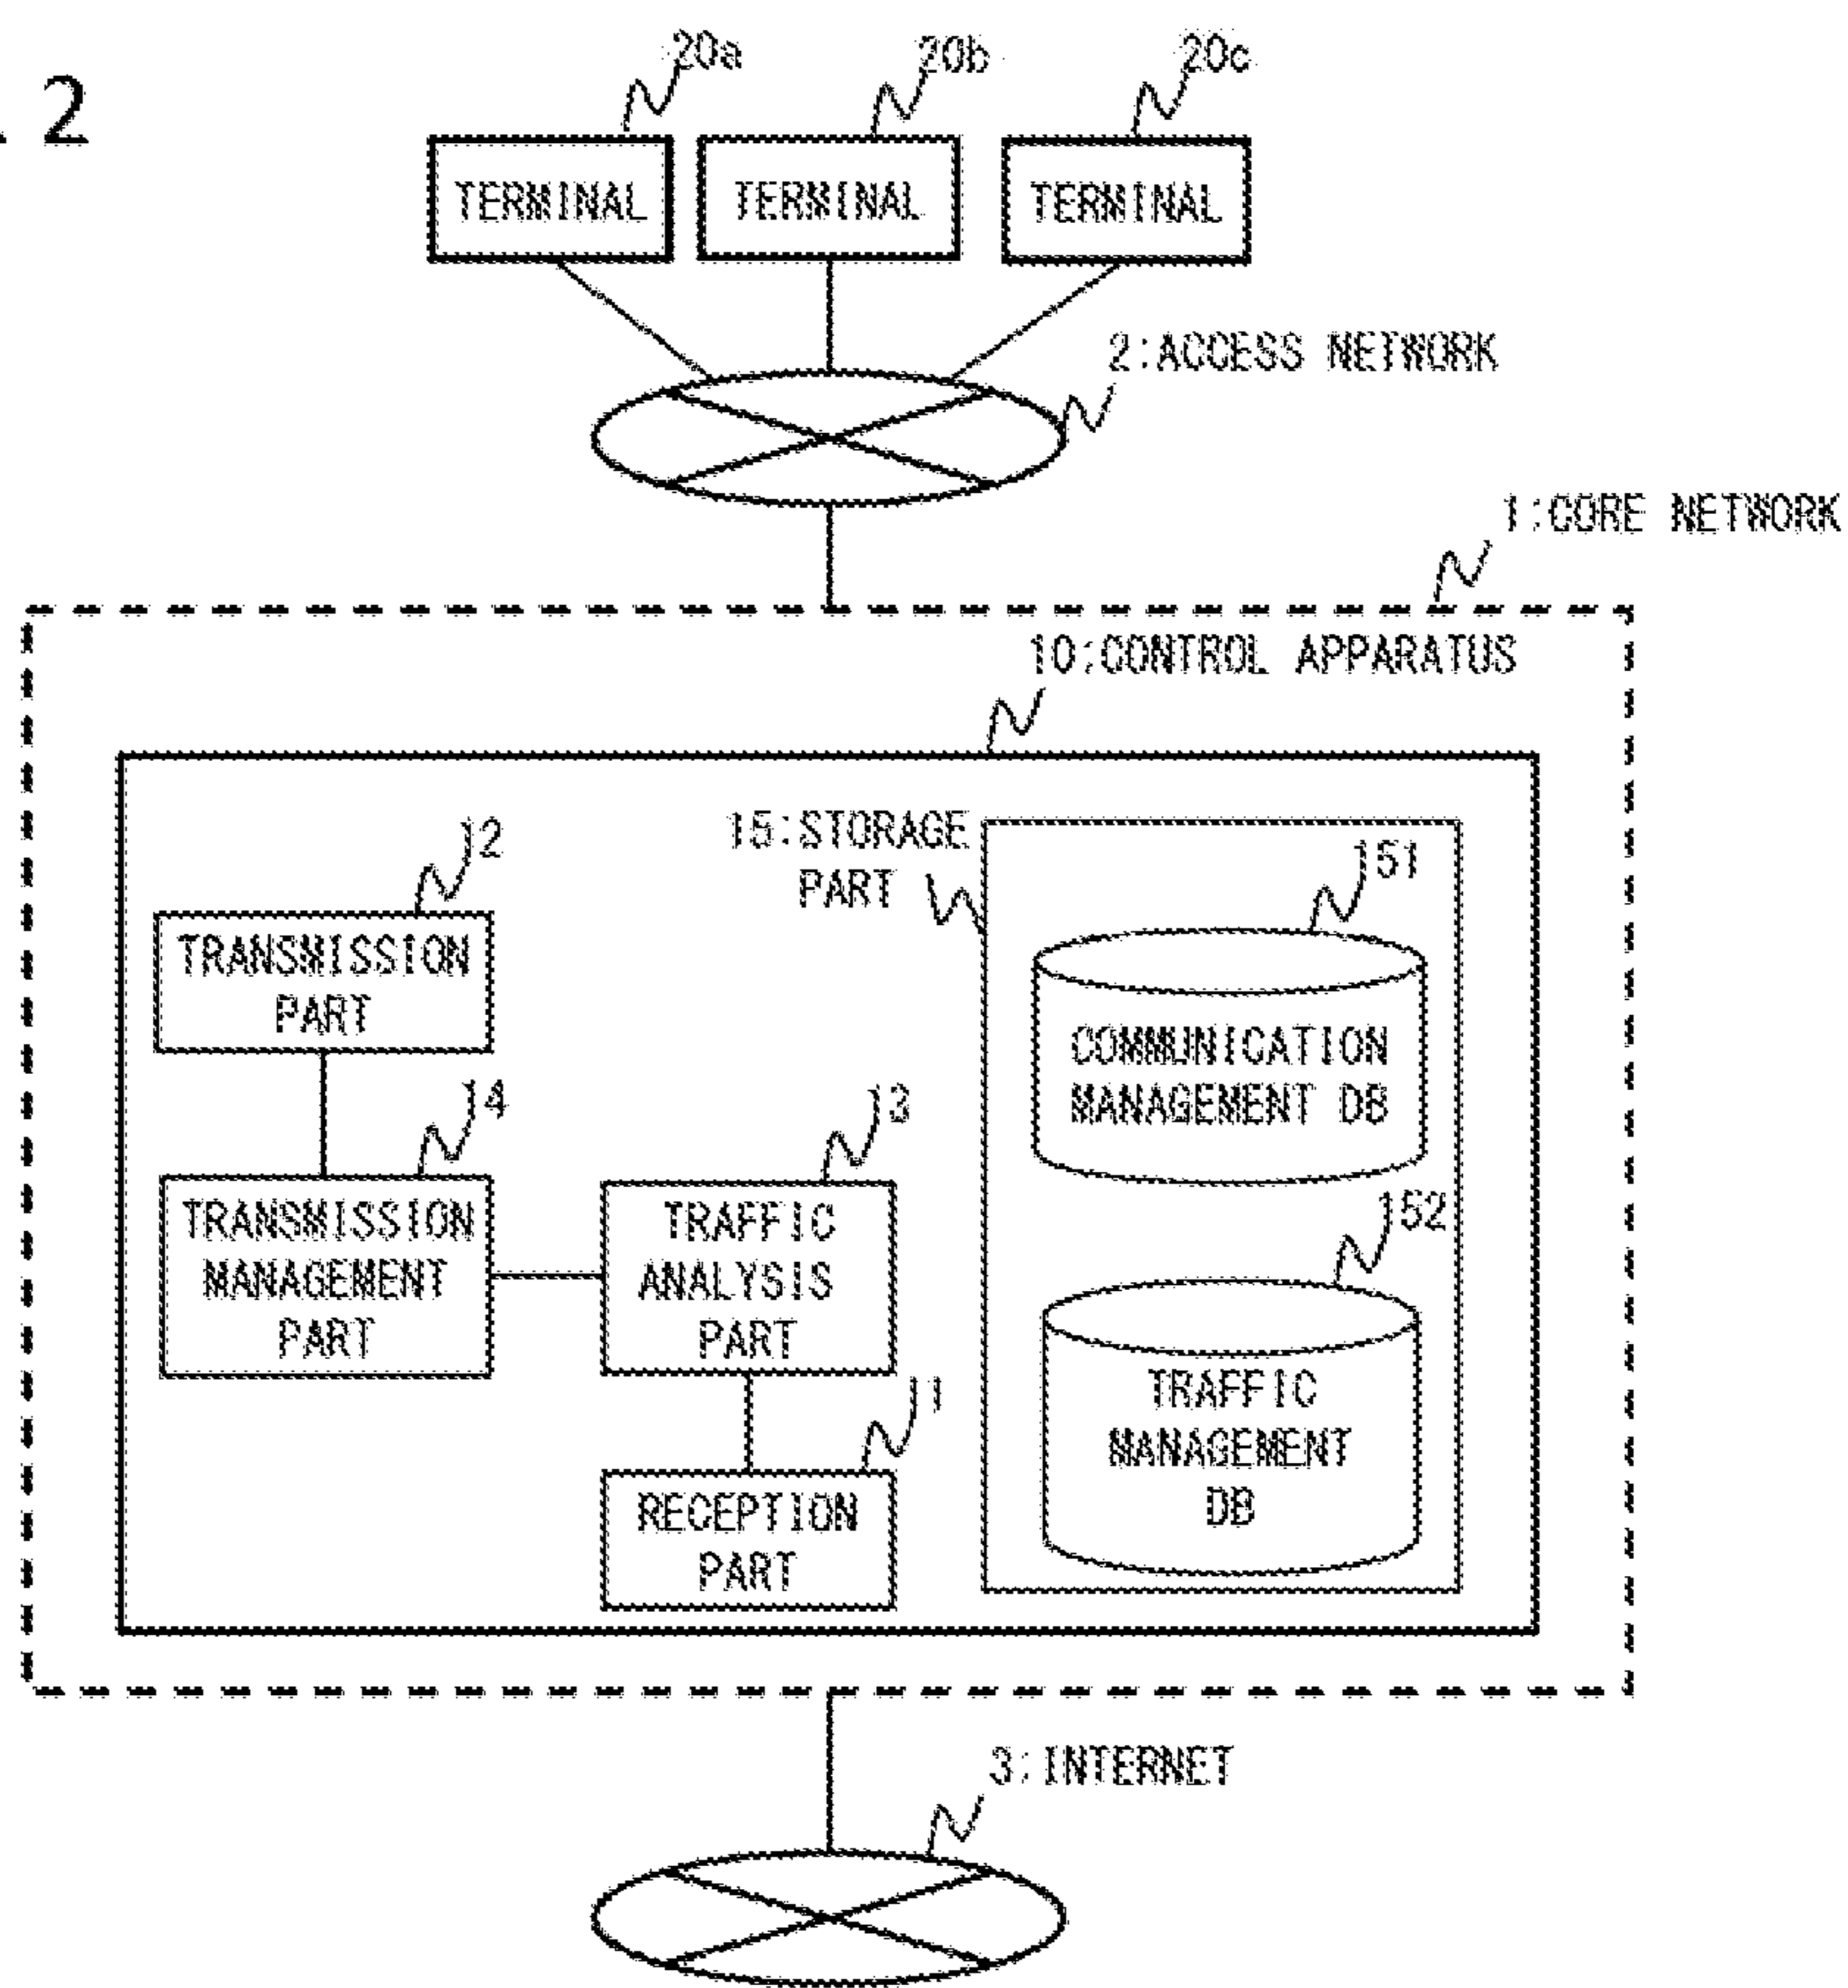 2
20a
20b
20c
TERMINAL
TERMINAL
TERMINAL
2:ACCESS NETWORK
1:CORE NETWORK
10:CONTROL APPARATUS
12
TRANSMISSION
PART
15:STORAGE
PART
151
COMMUNICATION
MANAGEMENT DB
14
TRANSMISSION
MANAGEMENT
PART
13
TRAFFIC
ANALYSIS
PART
152
TRAFFIC
MANAGEMENT
DB
11
RECEPTION
PART
3:INTERNET